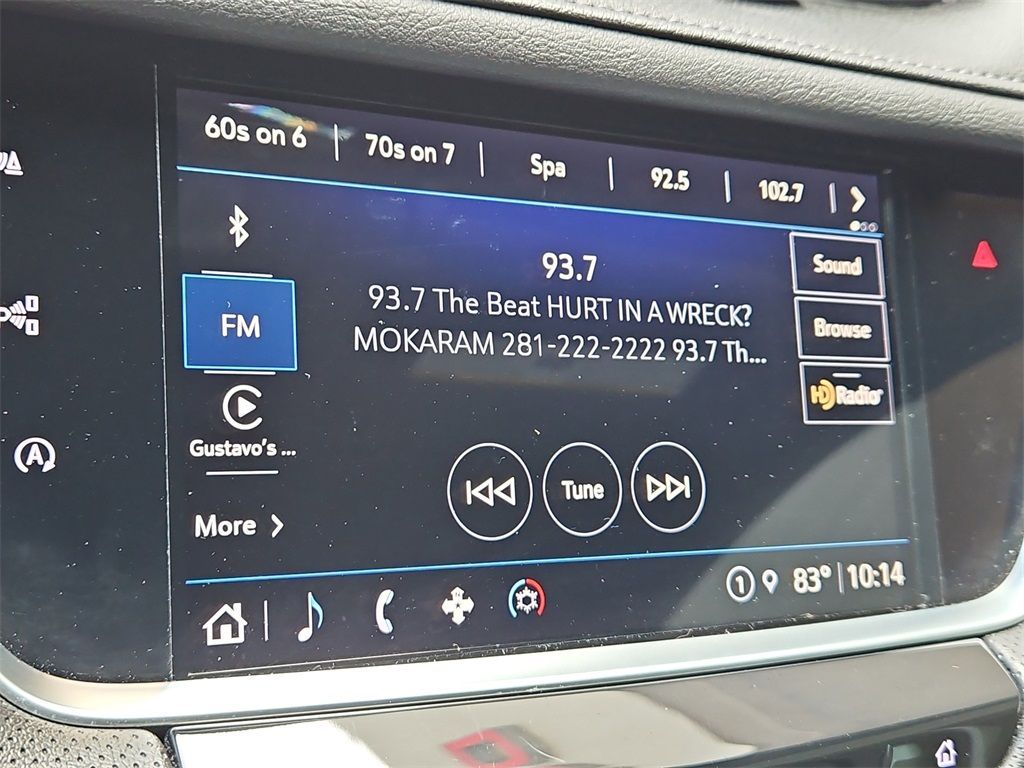 60s on 6
70s on 7
Spa
92.5
102.7
93.7
Sound
93.7 The Beat HURT IN A WRECK?
FM
Browse
MOKARAM 281-222-2222 93.7 Th...
HD Radio
A
Gustavo's ...
Tune
More
1 83° 10:14